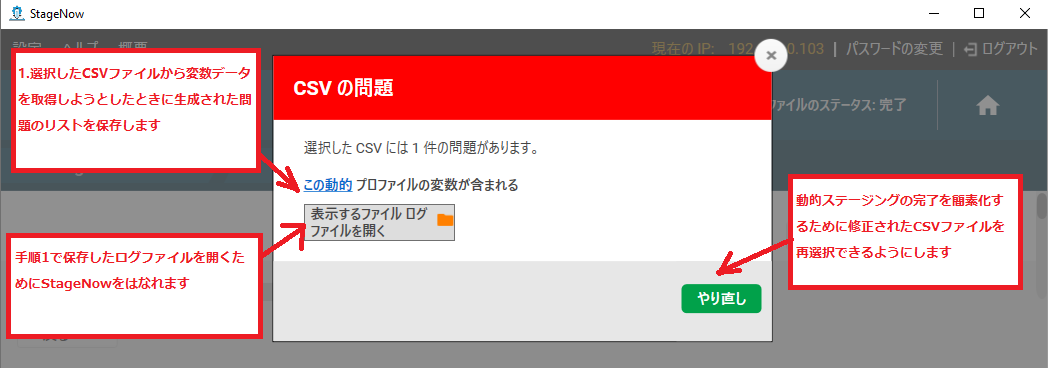 StageNow
設定 ヘルプ 概要
現在の IP: 192 0.103 | パスワードの変更 | ログアウト
1.選択したCSVファイルから変数データ
を取得しようとしたときに生成された問
題のリストを保存します
CSV の問題
ファイルのステータス: 完了
選択した CSV には 1 件の問題があります。
この動的 プロファイルの変数が含まれる
表示するファイル ログ
ファイルを開く
動的ステージングの完了を簡素化す
るために修正されたCSVファイルを
再選択できるようにします
手順1で保存したログファイルを開くた
めにStageNowをはなれます
やり直し